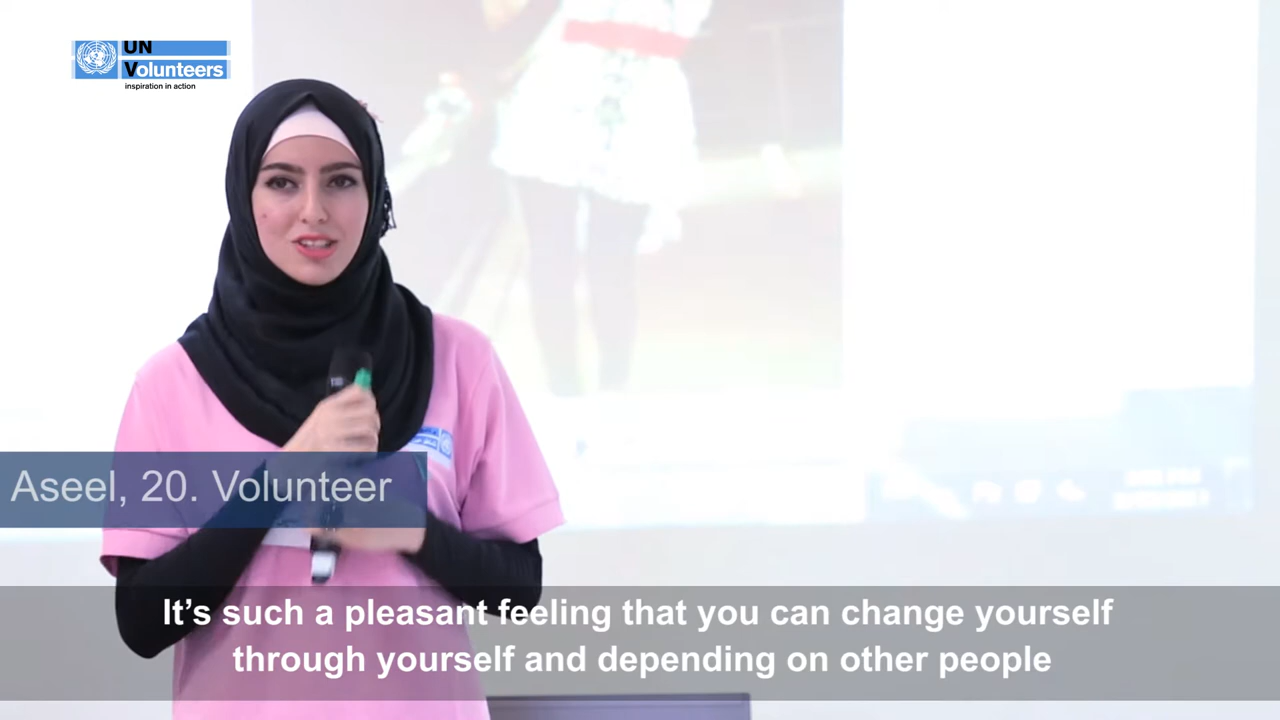 UN
Volunteers
inspiration in action
Aseel, 20. Volunteer
It's such a pleasant feeling that you can change yourself
through yourself and depending on other people